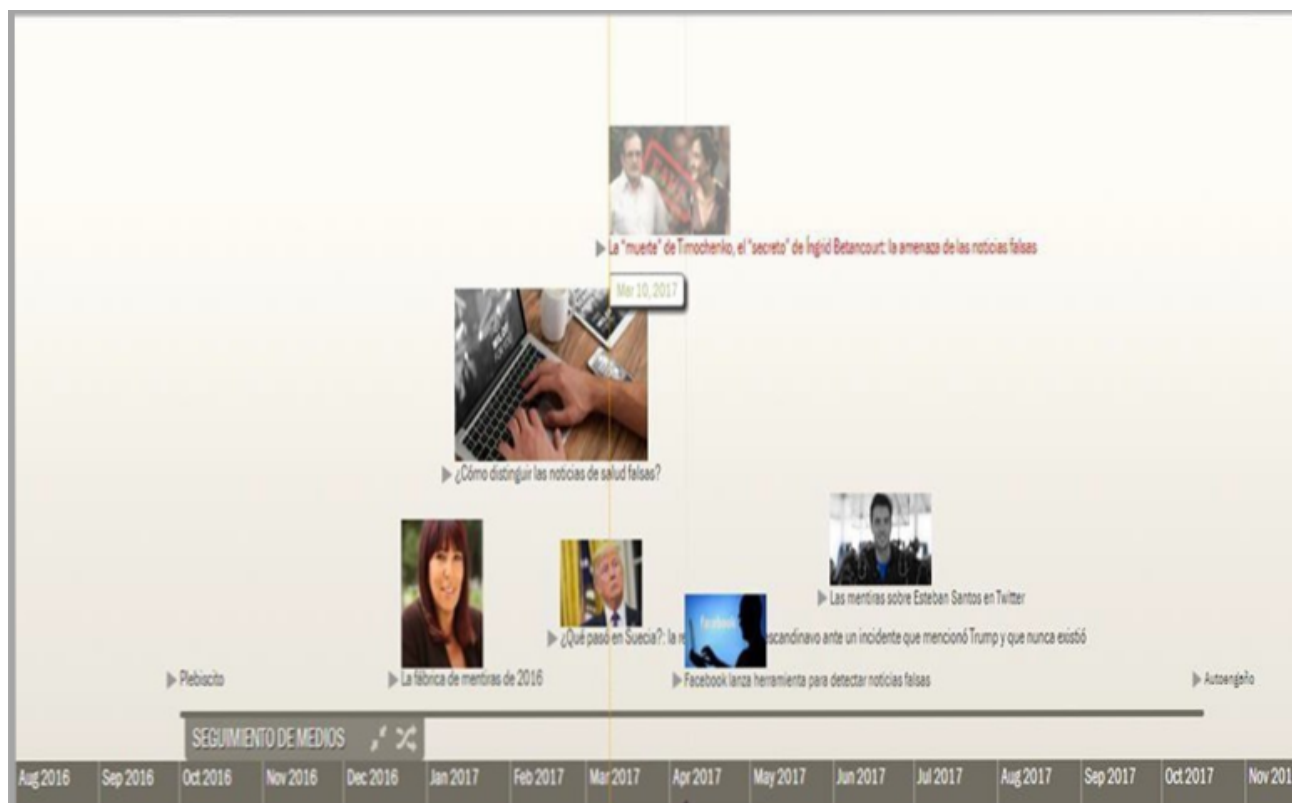 La "muerte" de Timochenko, el "secreto" de Íngrid Betancourt: la amenaza de las noticias falsas
Mar 10, 2017
¿Cómo distinguir las noticias de salud falsas?
facebook
Las mentiras sobre Esteban Santos en Twitter
¿Qué pasó en Suecia?: la re escandinavo ante un incidente que mencionó Trump y que nunca existió
Plebiscito
La fábrica de mentiras de 2016
Facebook lanza herramienta para detectar noticias falsas
Autoengaño
SEGUIMIENTO DE MEDIOS
Aug 2016 Sep 2016 Oct 2016 Nov 2016 Dec 2016 Jan 2017 Feb 2017 Mar 2017 Apr 2017 May 2017 Jun 2017 Jul 2017 Aug 2017 Sep 2017 Oct 2017 Nov 201